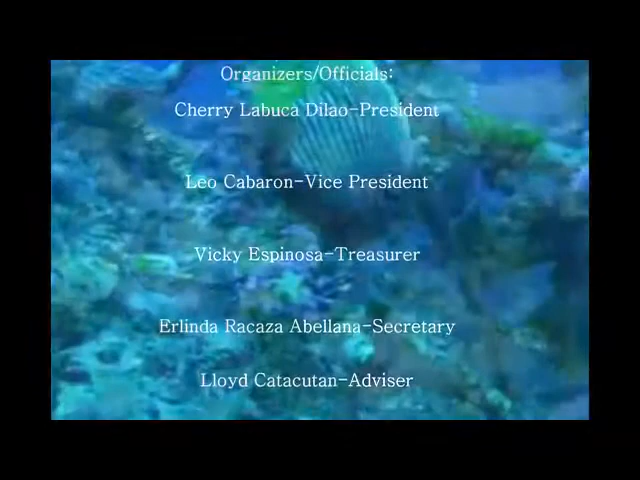 Organizers/Officials:
Cherry Labuca Dilao-President
Leo Cabaron-Vice President
Vicky Espinosa-Treasurer
Erlinda Racaza Abellana-Secretary
Lloyd Catacutan-Adviser